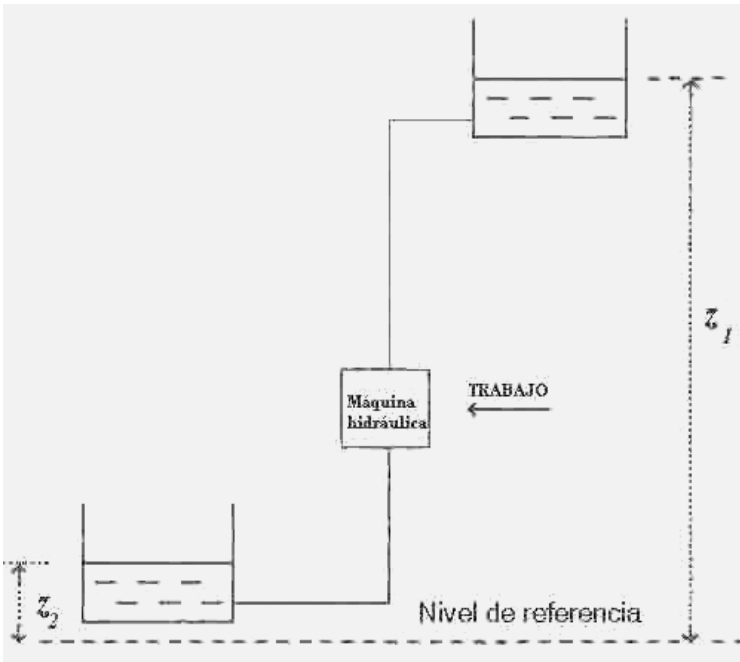 z₁
TRABAJO
Máquina
hidráulica
z₂
Nivel de referencia